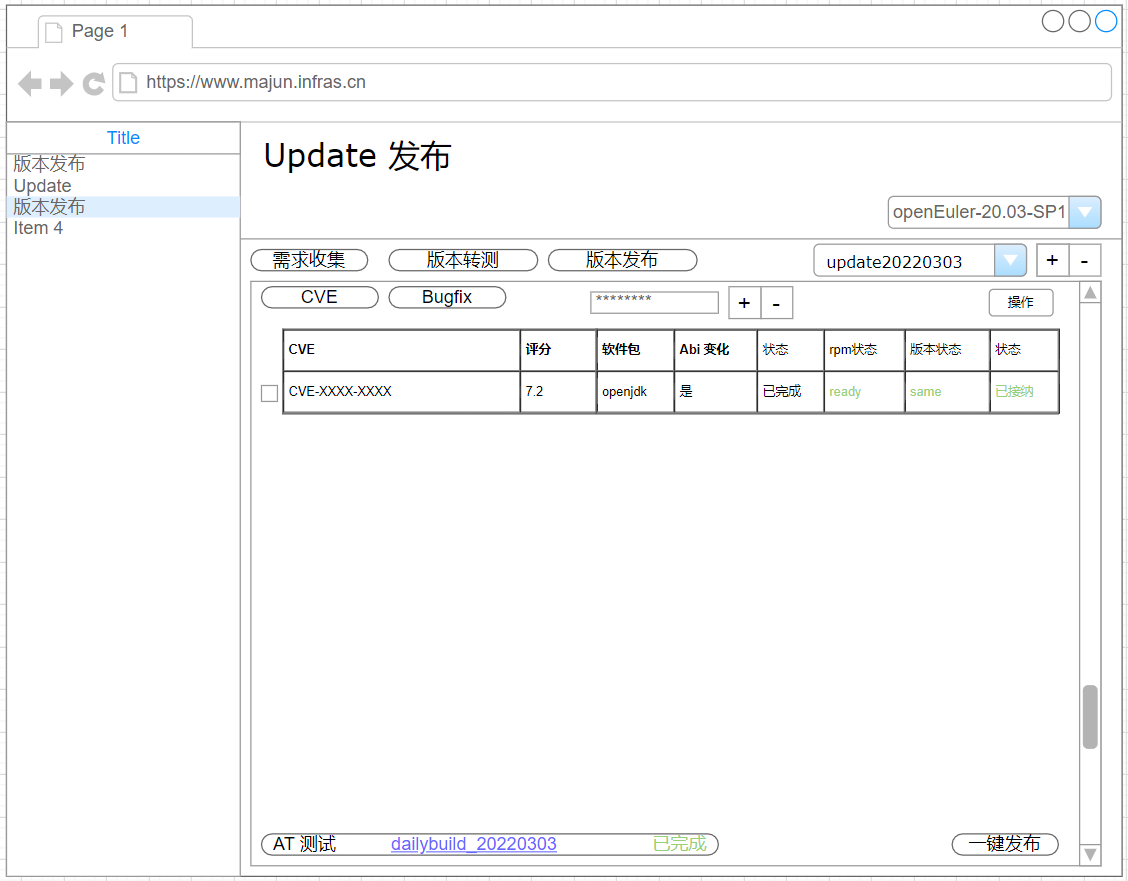 Page 1
https://www.majun.infras.cn
Title
版本发布
Update
版本发布
Item 4
Update 发布
openEuler-20.03-SP1
需求收集 版本转测 版本发布 update20220303 + -
CVE Bugfix ******** + - 操作
CVE 评分 软件包 Abi 变化 状态 rpm状态 版本状态 状态
CVE-XXXX-XXXX 7.2 openjdk 是 已完成 ready same 已接纳
AT 测试 dailybuild_20220303 已完成 一键发布